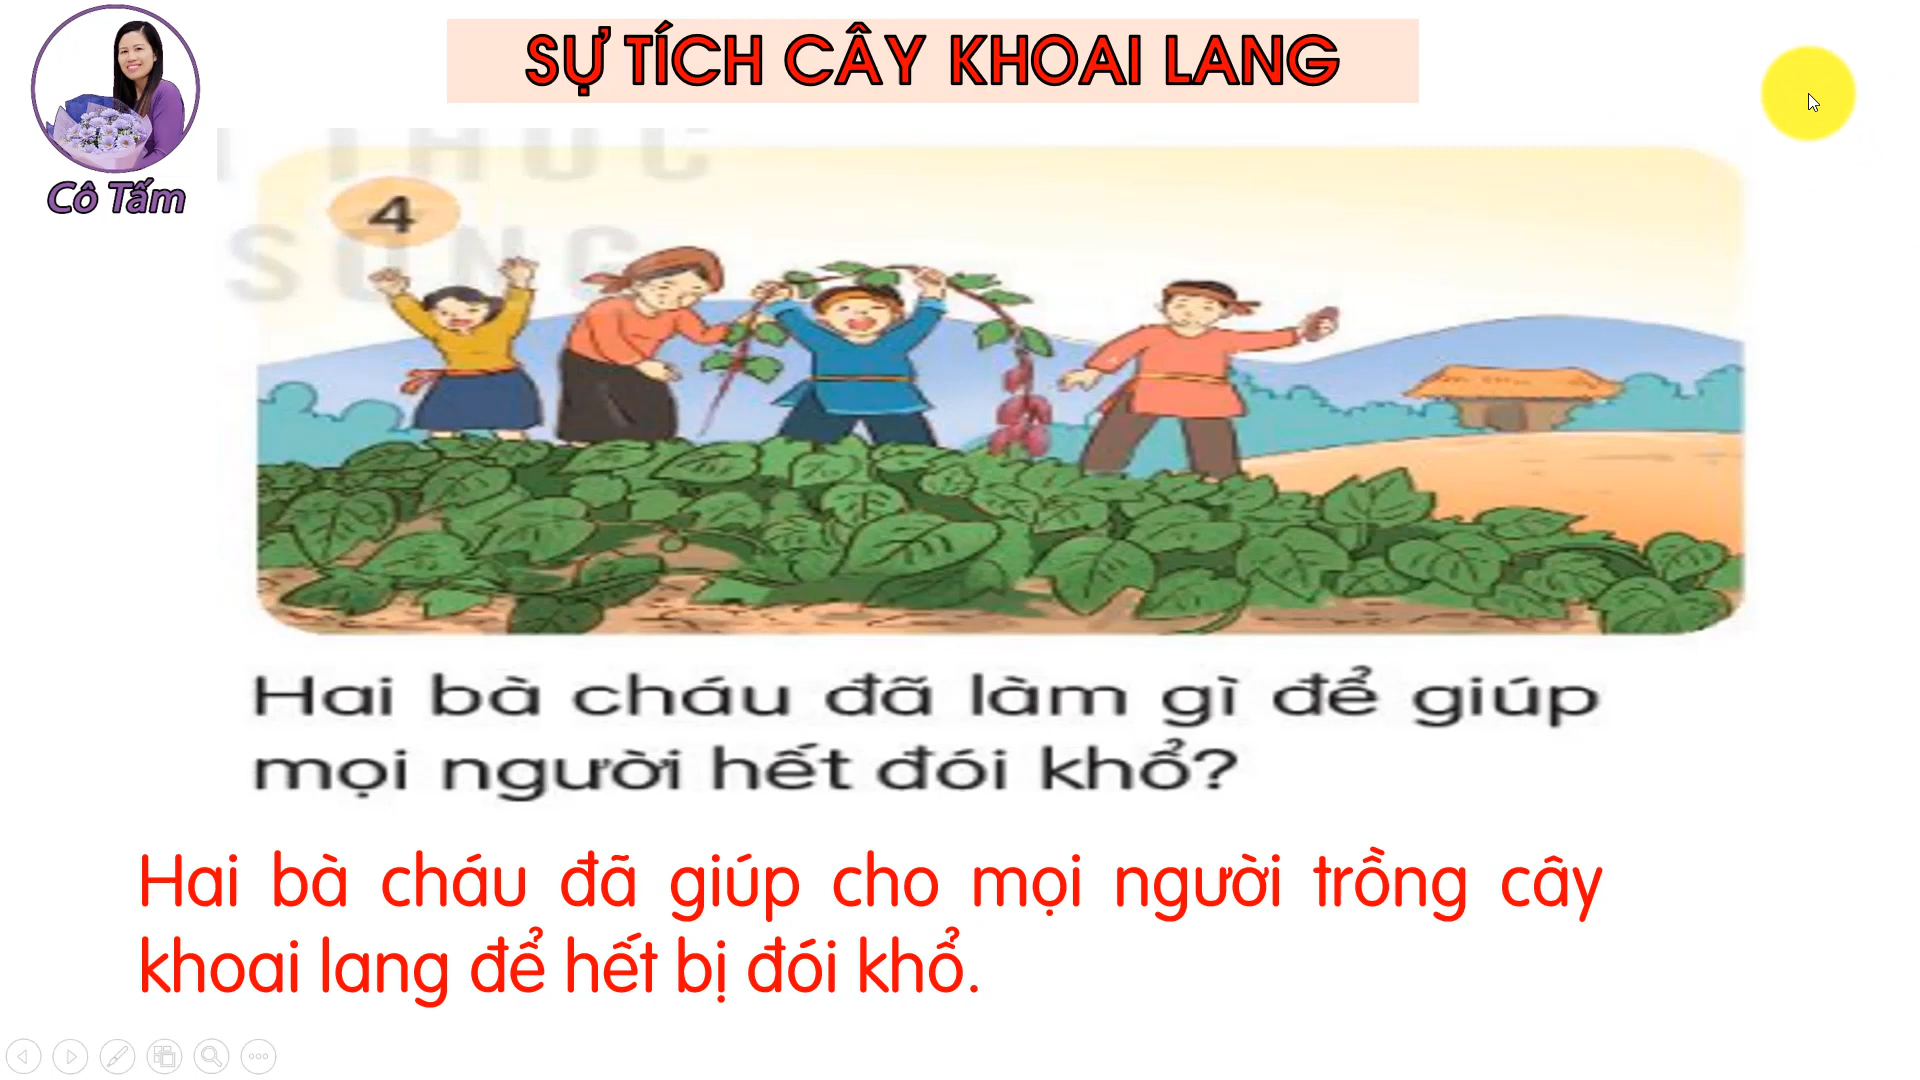 SỰ TÍCH CÂY KHOAI LANG
Cô Tấm
THỨC
SỐNG
4
Hai bà cháu đã làm gì để giúp
mọi người hết đói khổ?
Hai bà cháu đã giúp cho mọi người trồng cây
khoai lang để hết bị đói khổ.